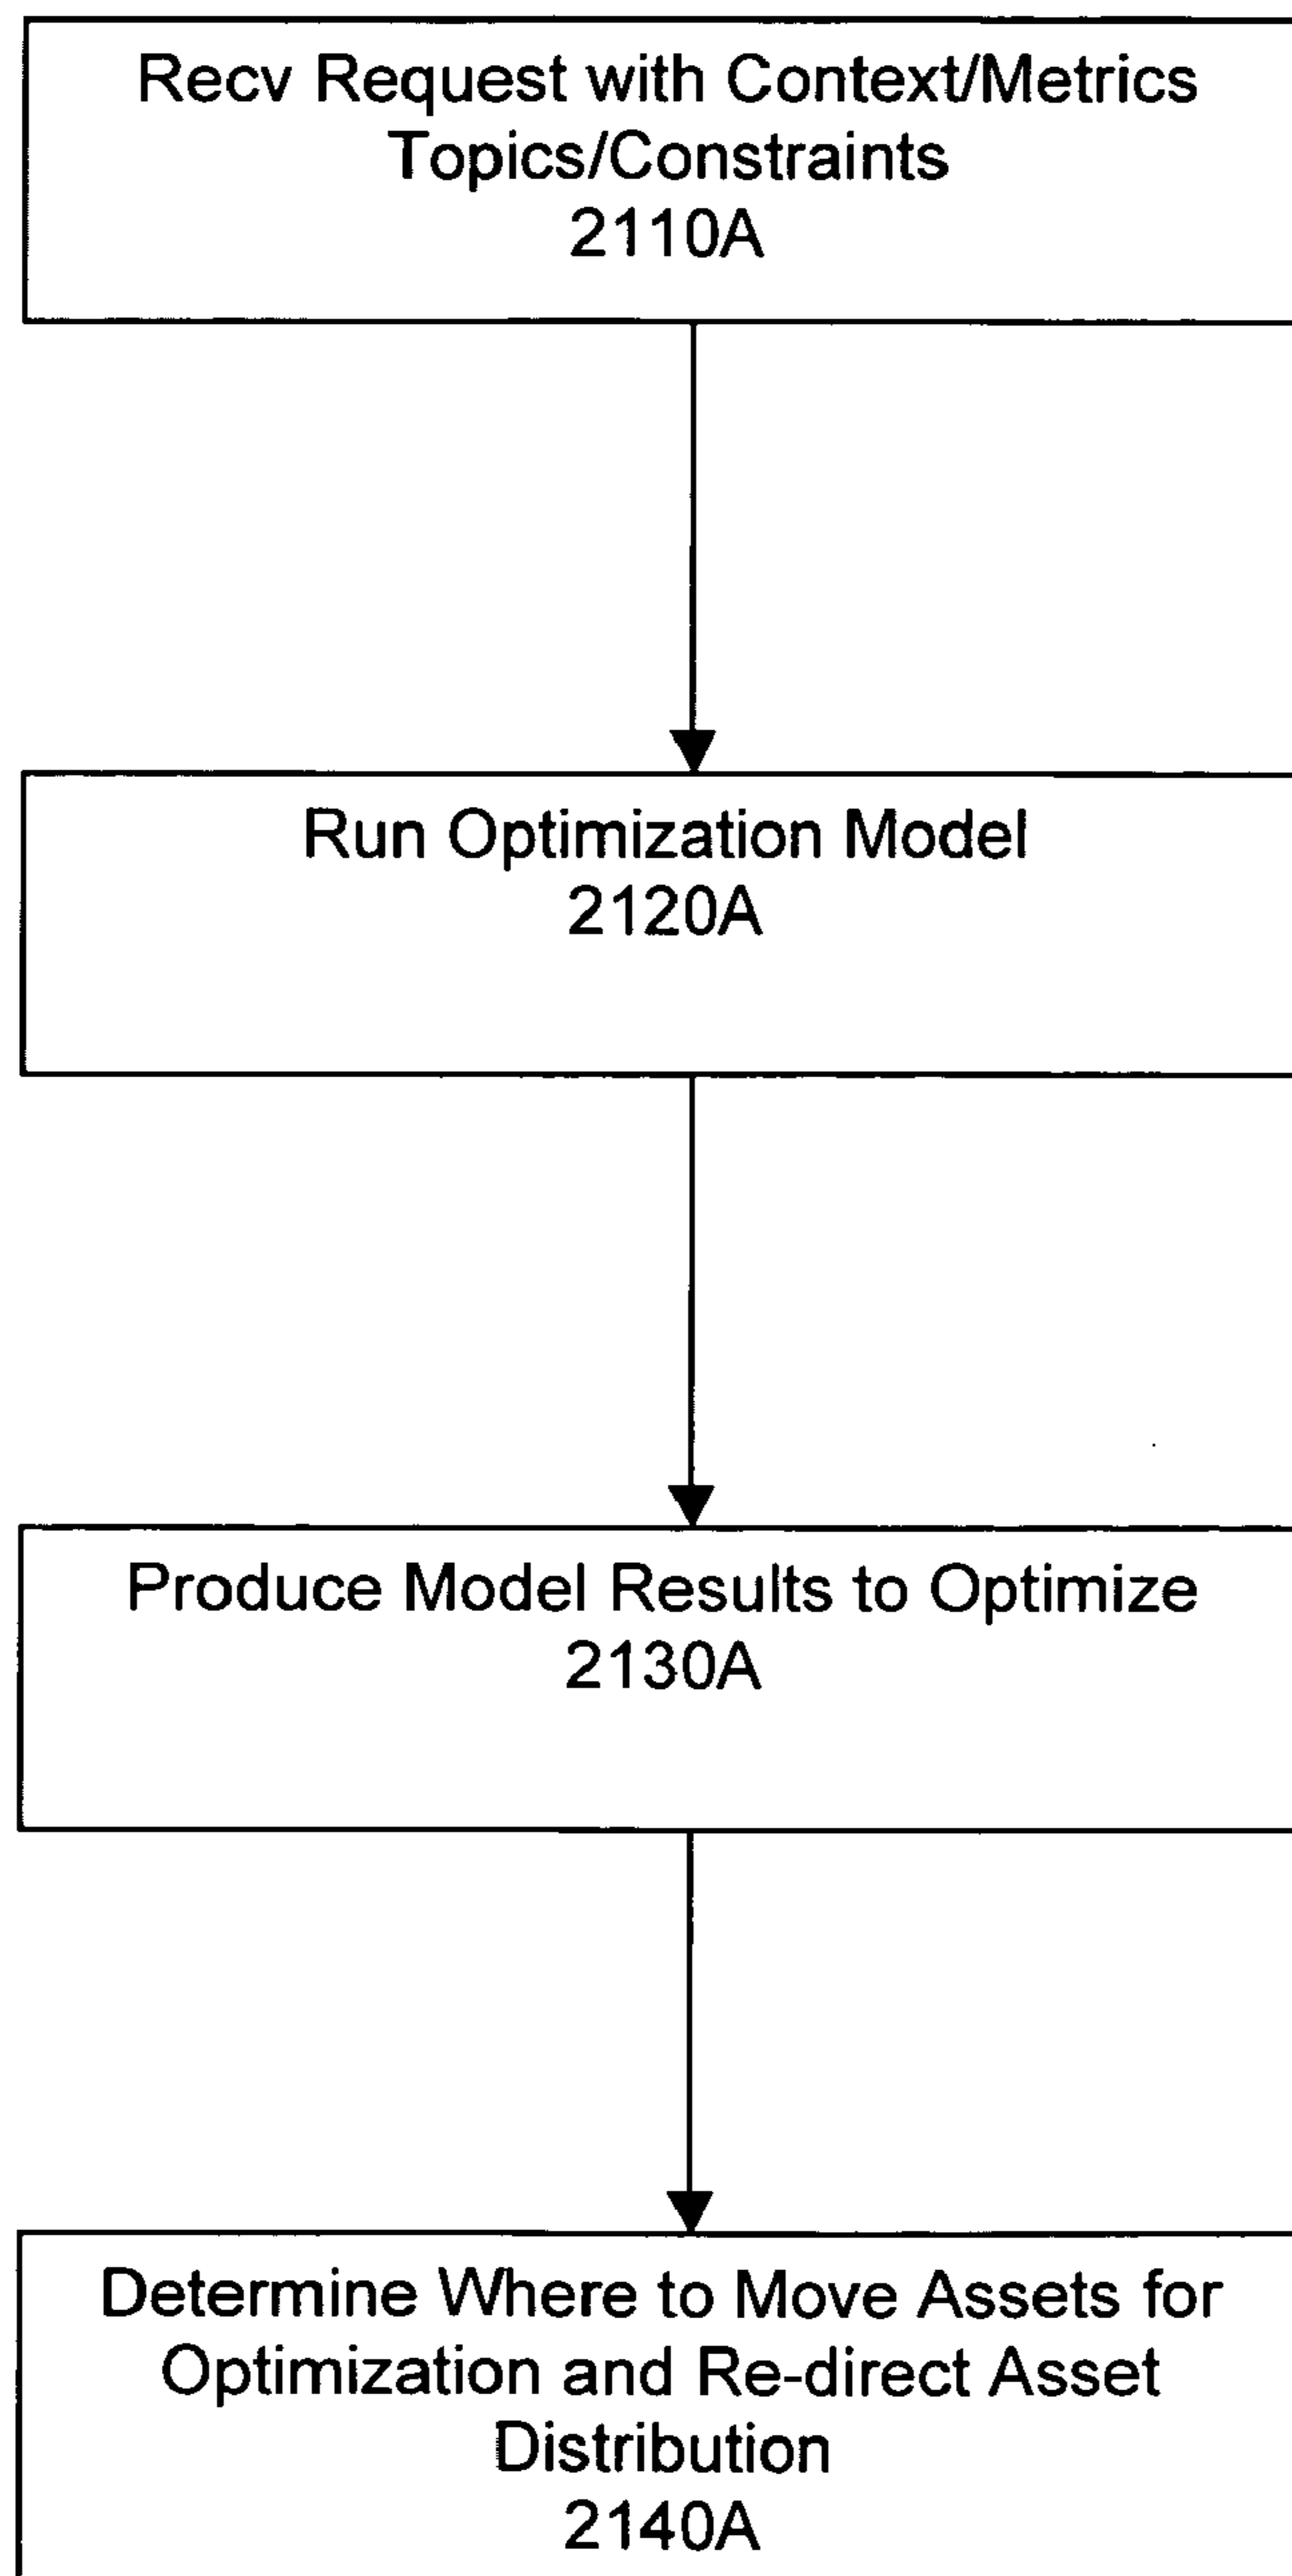 Recv Request with Context/Metrics
Topics/Constraints
2110A
Run Optimization Model
2120A
Produce Model Results to Optimize
2130A
Determine Where to Move Assets for
Optimization and Re-direct Asset
Distribution
2140A